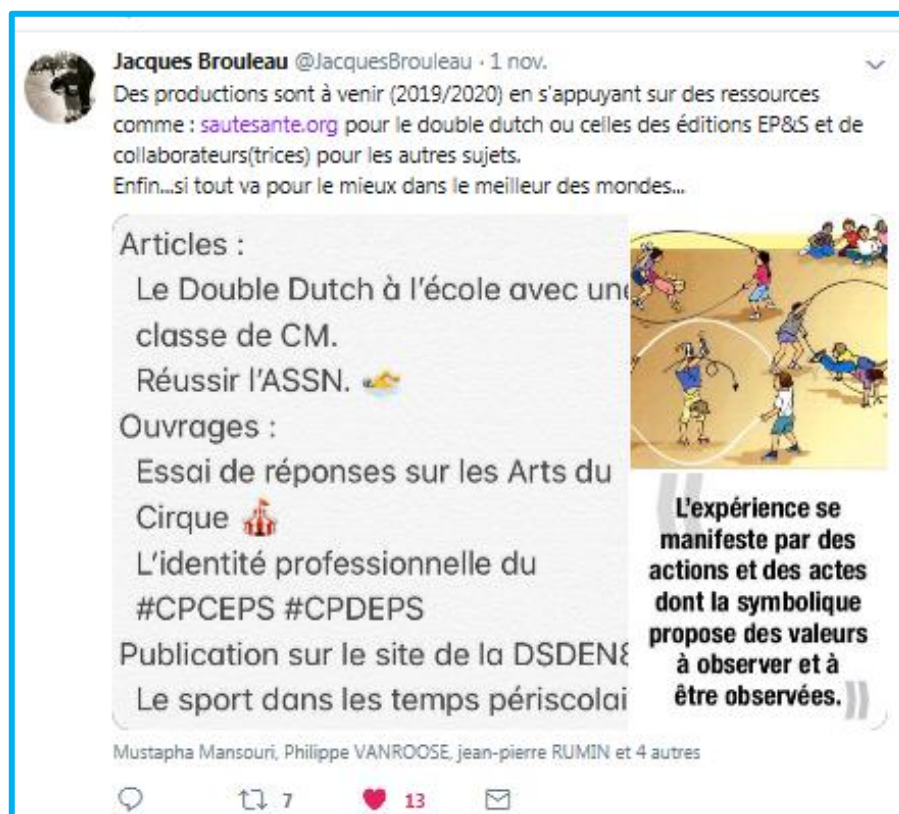 Jacques Brouleau @JacquesBrouleau · 1 nov.
Des productions sont à venir (2019/2020) en s'appuyant sur des ressources
comme : sautesante.org pour le double dutch ou celles des éditions EP&S et de
collaborateurs(trices) pour les autres sujets.
Enfin...si tout va pour le mieux dans le meilleur des mondes...
Articles :
Le Double Dutch à l'école avec une
classe de CM.
Réussir l'ASSN.
Ouvrages :
Essai de réponses sur les Arts du
Cirque
L'identité professionnelle du
#CPCEPS #CPDEPS
Publication sur le site de la DSDEN8
Le sport dans les temps périscolai
L'expérience se
manifeste par des
actions et des actes
dont la symbolique
propose des valeurs
à observer et à
être observées.
Mustapha Mansouri, Philippe VANROOSE, jean-pierre RUMIN et 4 autres
7 13